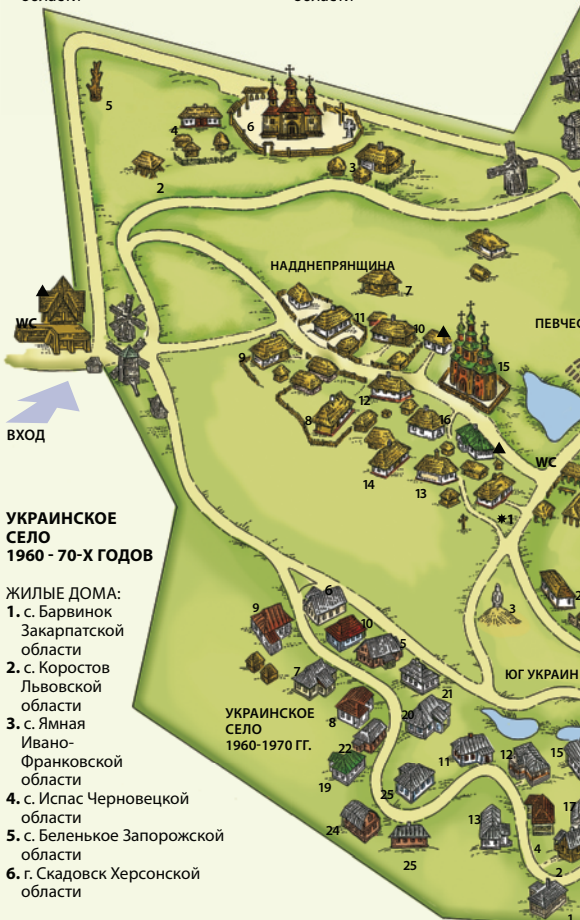 области
области
5
4
6
3
2
НАДДНЕПРЯНЩИНА
7
11
10
WC
ПЕВЧЕС
9
15
12
8
16
ВХОД
WC
14
13
1
УКРАИНСКОЕ
СЕЛО
1960 - 70-Х ГОДОВ
ЖИЛЫЕ ДОМА:
1. с. Барвинок
Закарпатской
области
2. с. Коростов
Львовской
области
3. с. Ямная
Ивано-
Франковской
области
4. с. Испас Черновецкой
области
5. с. Беленькое Запорожской
области
6. г. Скадовск Херсонской
области
6
2
3
9
10
5
7
ЮГ УКРАИН
21
УКРАИНСКОЕ
СЕЛО
1960-1970 ГГ.
8
20
22
11
12
15
19
25
17
24
13
4
25
2